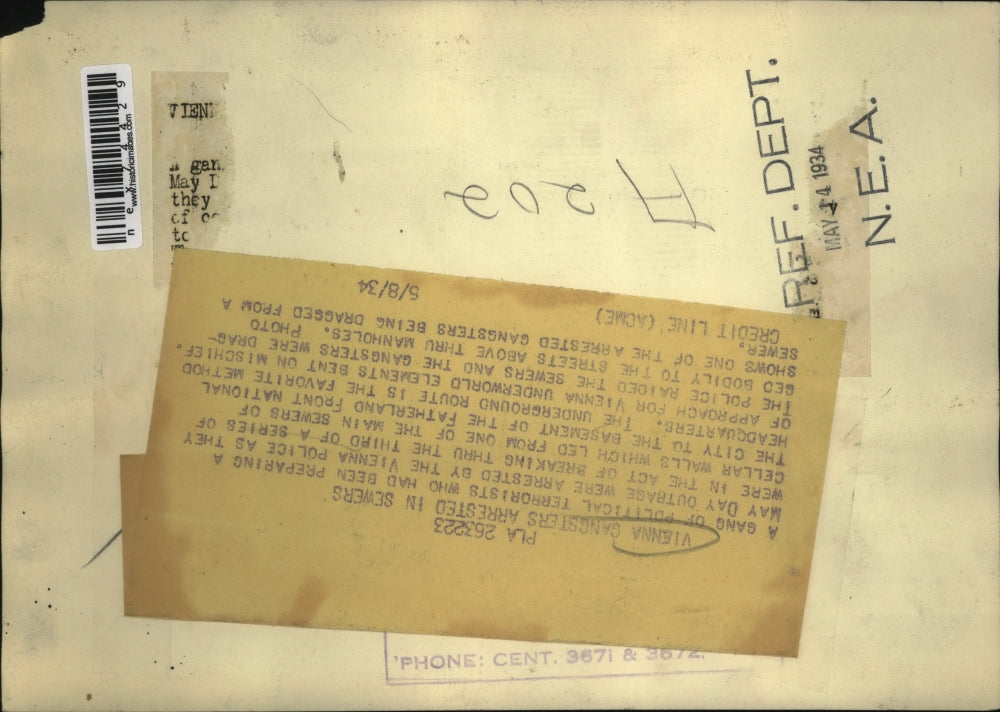 PLA 263223
VIENNA GANGSTERS ARRESTED IN SEWERS
A GANG OF POLITICAL TERRORISTS WHO HAD BEEN PREPARING A
MAY DAY OUTRAGE WERE ARRESTED BY THE VIENNA POLICE AS THEY
WERE IN THE ACT OF BREAKING THRU THE THIRD OF A SERIES OF
CELLAR WALLS WHICH LED FROM ONE OF THE MAIN SEWERS OF
THE CITY TO THE BASEMENT OF THE FATHERLAND FRONT NATIONAL
HEADQUARTERS. THE UNDERGROUND ROUTE IS THE FAVORITE METHOD
OF APPROACH FOR VIENNA UNDERWORLD ELEMENTS BENT ON MISCHIEF.
THE POLICE RAIDED THE SEWERS AND THE GANGSTERS WERE DRAG-
GED BODILY TO THE STREETS ABOVE THRU MANHOLES. PHOTO
SHOWS ONE OF THE ARRESTED GANGSTERS BEING DRAGGED FROM A
SEWER.
CREDIT LINE (ACME) 5/8/34
VIEN
gan
May
they
of
to
II 202
REF. DEPT.
MAY 14 1934
N.E.A.
'PHONE: CENT. 3671 & 3672.
www.historicimages.com